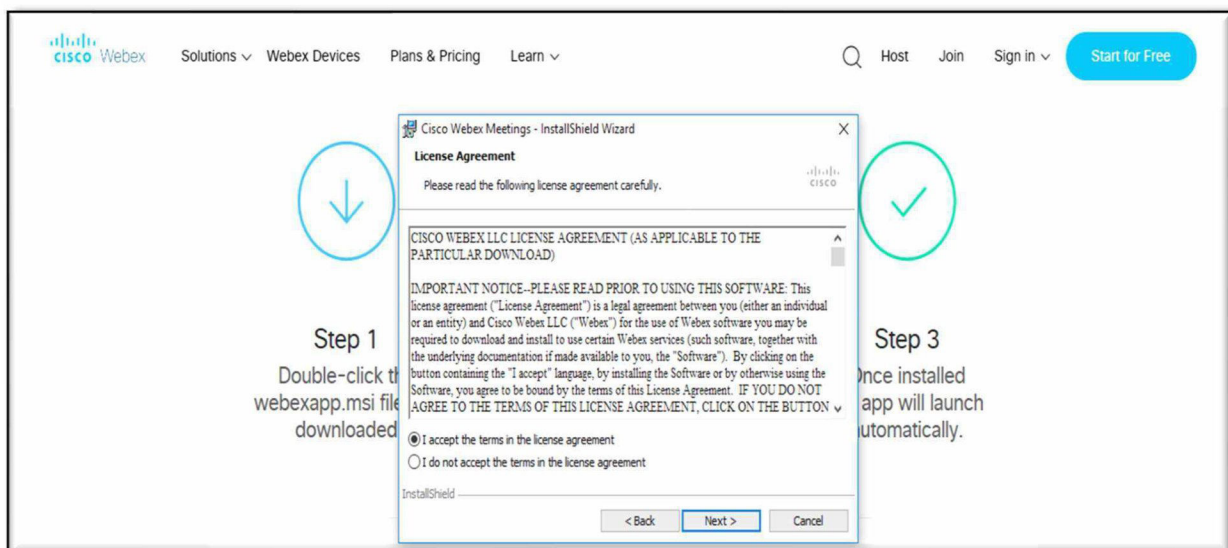 CISCO Webex Solutions Webex Devices Plans & Pricing Learn Host Join Sign in Start for Free
Cisco Webex Meetings - InstallShield Wizard
License Agreement
Please read the following license agreement carefully.
CISCO
CISCO WEBEX LLC LICENSE AGREEMENT (AS APPLICABLE TO THE
PARTICULAR DOWNLOAD)
IMPORTANT NOTICE--PLEASE READ PRIOR TO USING THIS SOFTWARE: This
license agreement ("License Agreement") is a legal agreement between you (either an individual
or an entity) and Cisco Webex LLC ("Webex") for the use of Webex software you may be
required to download and install to use certain Webex services (such software, together with
the underlying documentation if made available to you, the "Software"). By clicking on the
button containing the "I accept" language, by installing the Software or by otherwise using the
Software, you agree to be bound by the terms of this License Agreement. IF YOU DO NOT
AGREE TO THE TERMS OF THIS LICENSE AGREEMENT, CLICK ON THE BUTTON
I accept the terms in the license agreement
I do not accept the terms in the license agreement
InstallShield
< Back Next > Cancel
Step 1
Double-click
webexapp.msi file
downloaded
Step 3
installed
app will launch
automatically.